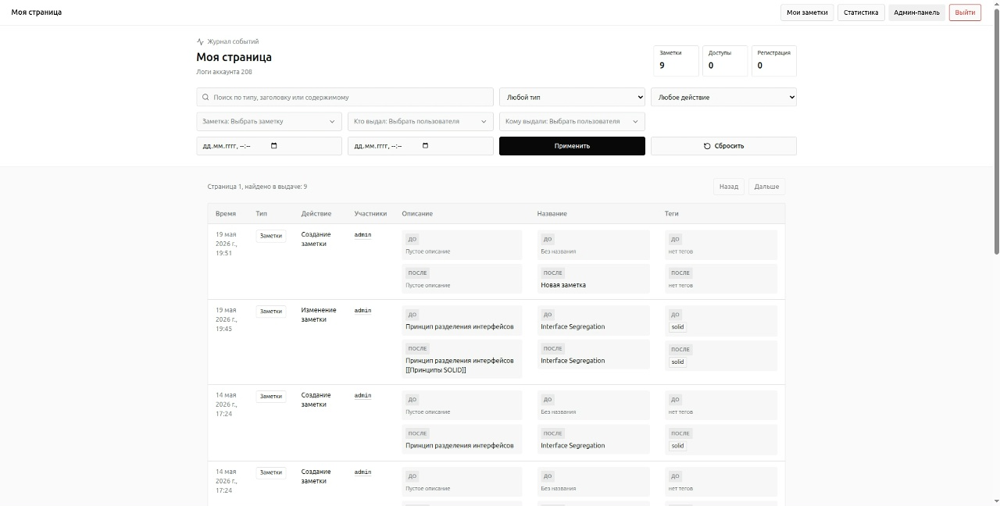 Моя страница
Мои заметки
Статистика
Админ-панель
Выйти
Журнал событий
Моя страница
Логи аккаунта 208
Заметки
9
Доступы
0
Регистрация
0
Поиск по типу, заголовку или содержимому
Любой тип
Любое действие
Заметка: Выбрать заметку
Кто выдал: Выбрать пользователя
Кому выдали: Выбрать пользователя
дд.мм.гггг, --:--
дд.мм.гггг, --:--
Применить
Сбросить
Страница 1, найдено в выдаче: 9
Назад
Дальше
Время Тип Действие Участники Описание Название Теги
19 мая
2026 г.,
19:51
Заметки
Создание
заметки
admin
ДО
Пустое описание
ПОСЛЕ
Пустое описание
ДО
Без названия
ПОСЛЕ
Новая заметка
ДО
нет тегов
ПОСЛЕ
нет тегов
19 мая
2026 г.,
19:45
Заметки
Изменение
заметки
admin
ДО
Принцип разделения интерфейсов
ПОСЛЕ
Принцип разделения интерфейсов
[[Принципы SOLID]]
ДО
Interface Segregation
ПОСЛЕ
Interface Segregation
ДО
solid
ПОСЛЕ
solid
14 мая
2026 г.,
17:24
Заметки
Создание
заметки
admin
ДО
Пустое описание
ПОСЛЕ
Принцип разделения интерфейсов
ДО
Без названия
ПОСЛЕ
Interface Segregation
ДО
нет тегов
ПОСЛЕ
solid
14 мая
2026 г.,
17:24
Заметки
Создание
заметки
admin
ДО
Пустое описание
ДО
Без названия
ДО
нет тегов